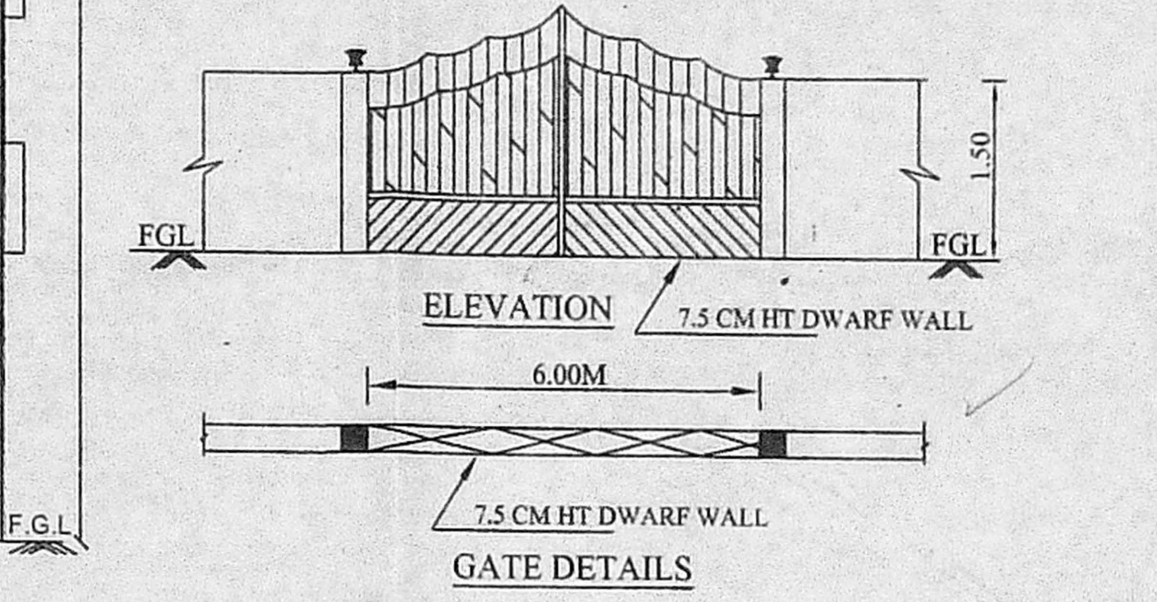 1.50
FGL
FGL
ELEVATION
7.5 CM HT DWARF WALL
6.00M
7.5 CM HT DWARF WALL
F.G.L
GATE DETAILS